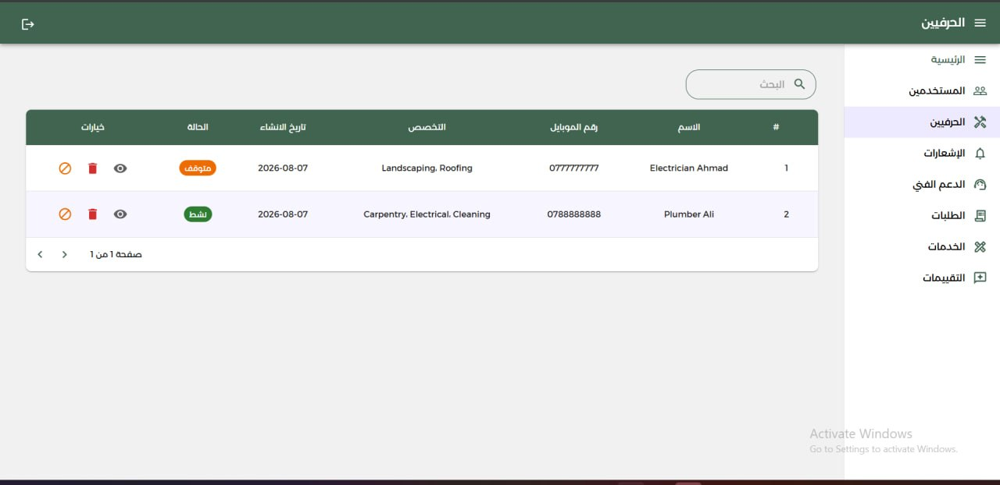 الحرفيين
الرئيسية
المستخدمين
الحرفيين
الإشعارات
الدعم الفني
الطلبات
الخدمات
التقييمات
البحث
# الاسم رقم الموبايل التخصص تاريخ الانشاء الحالة خيارات
1 Electrician Ahmad 0777777777 Landscaping, Roofing 2026-08-07 متوقف
2 Plumber Ali 0788888888 Carpentry, Electrical, Cleaning 2026-08-07 نشط
صفحة 1 من 1
Activate Windows
Go to Settings to activate Windows.